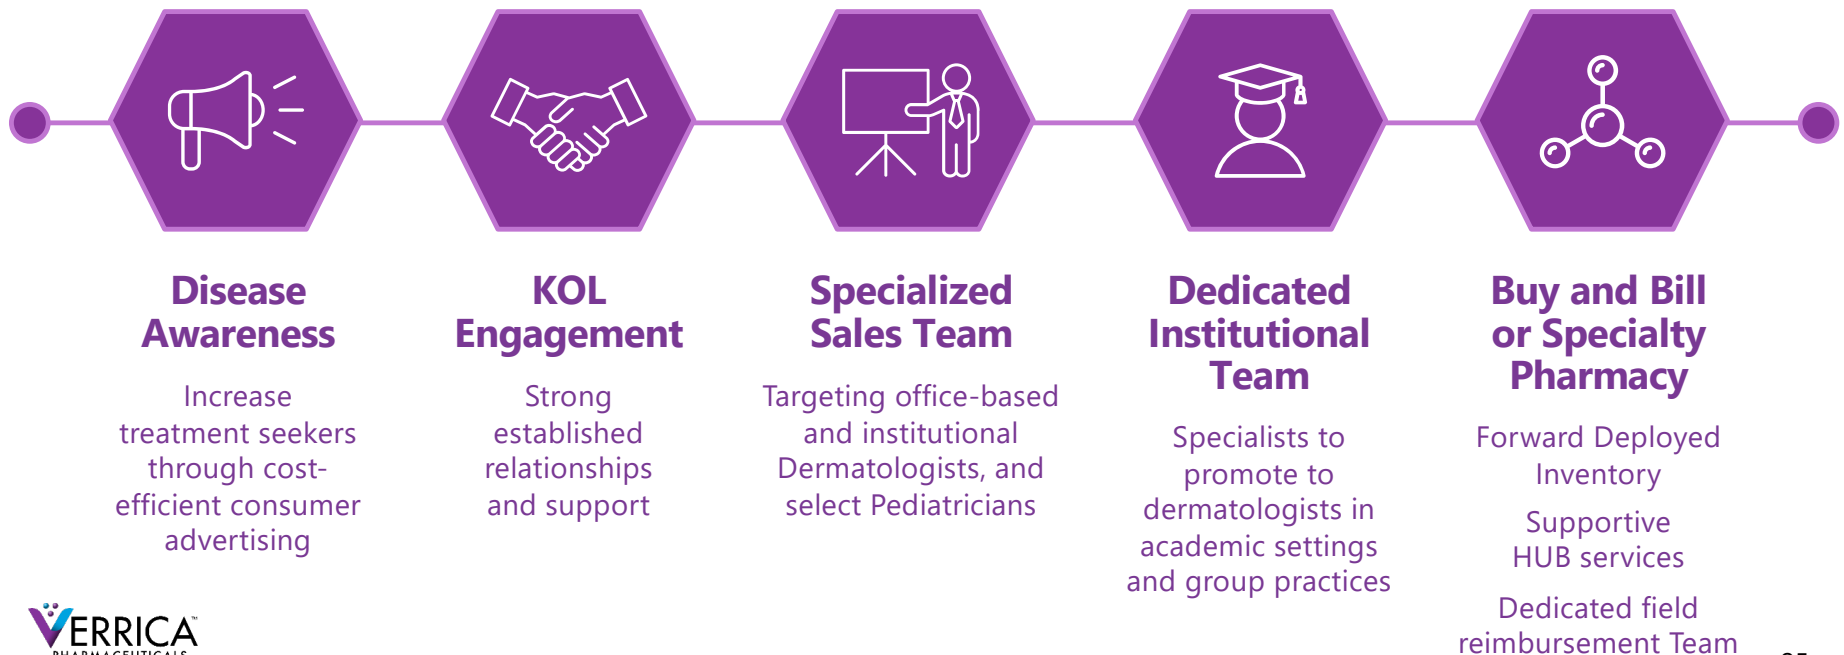 Disease
Awareness
Increase
treatment seekers
through cost-
efficient consumer
advertising
KOL
Engagement
Strong
established
relationships
and support
Specialized
Sales Team
Targeting office-based
and institutional
Dermatologists, and
select Pediatricians
Dedicated
Institutional
Team
Specialists to
promote to
dermatologists in
academic settings
and group practices
Buy and Bill
or Specialty
Pharmacy
Forward Deployed
Inventory
Supportive
HUB services
Dedicated field
reimbursement Team
VERRICA™
PHARMACEUTICALS